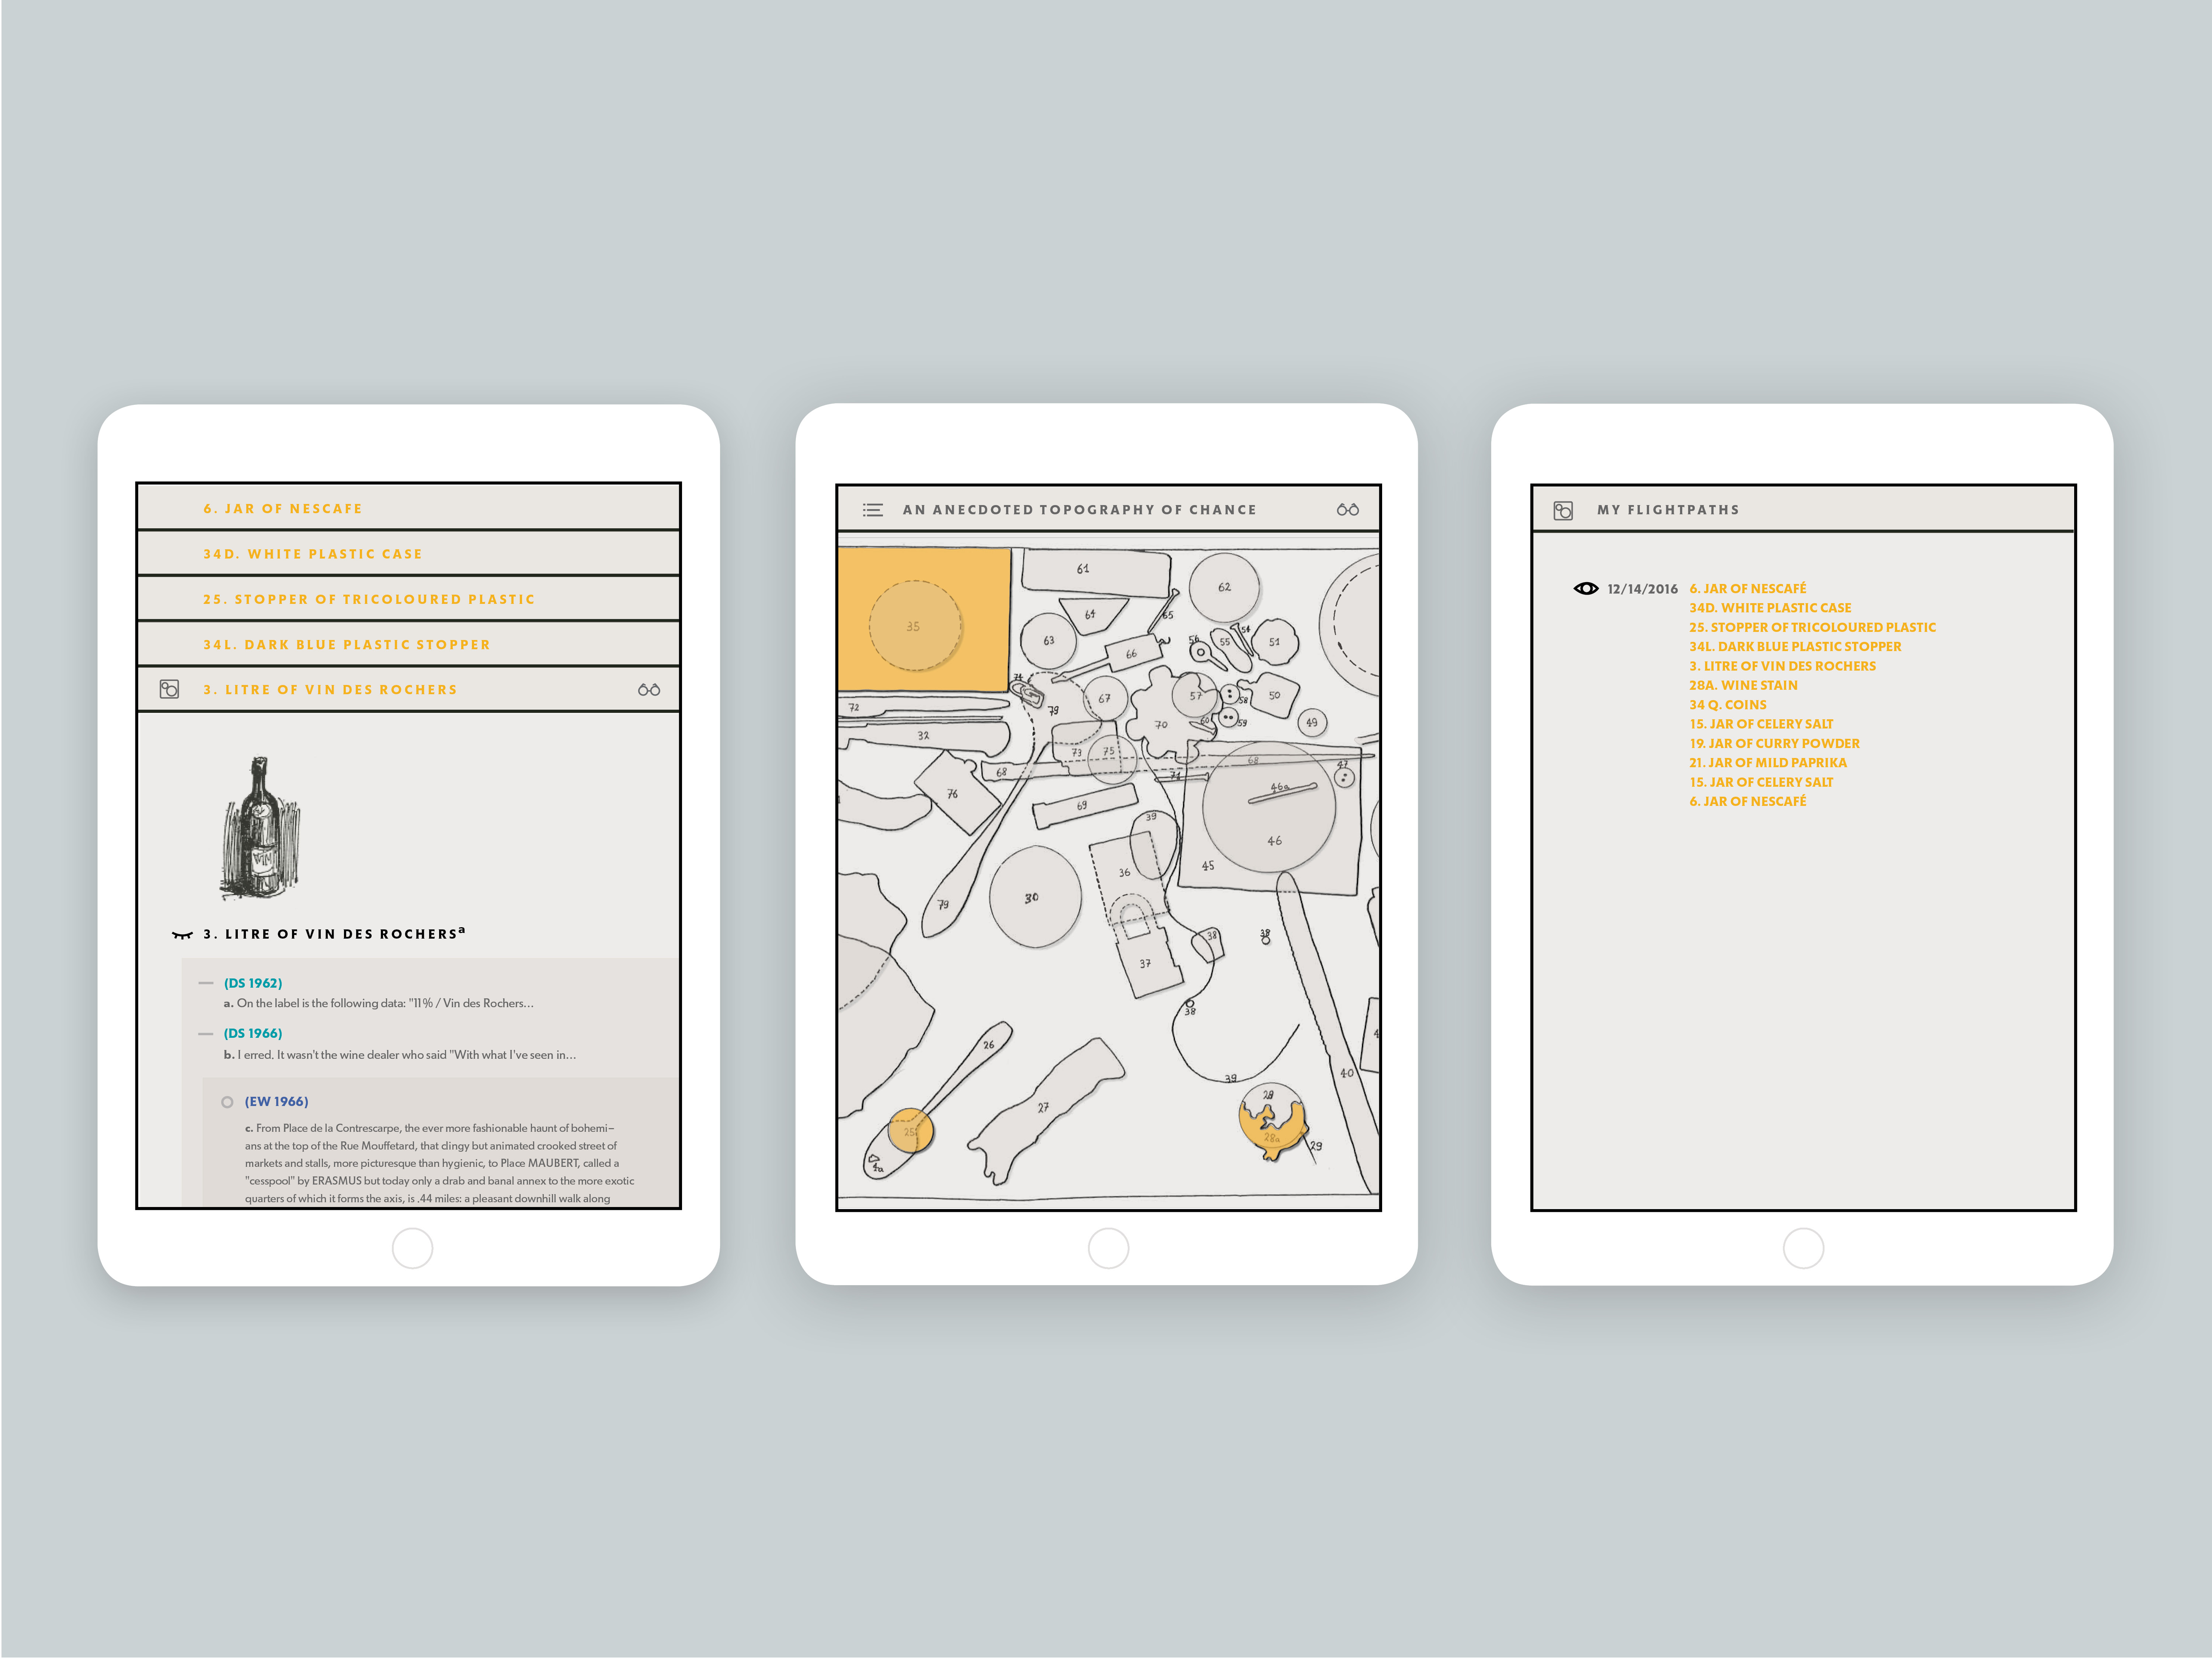 6. JAR OF NESCAFE
34D. WHITE PLASTIC CASE
25. STOPPER OF TRICOLOURED PLASTIC
34L. DARK BLUE PLASTIC STOPPER
3. LITRE OF VIN DES ROCHERS
VIN
3. LITRE OF VIN DES ROCHERSa
(DS 1962)
a. On the label is the following data: "11% / Vin des Rochers...
(DS 1966)
b. I erred. It wasn't the wine dealer who said "With what I've seen in...
(EW 1966)
c. From Place de la Contrescarpe, the ever more fashionable haunt of bohemi–
ans at the top of the Rue Mouffetard, that dingy but animated crooked street of
markets and stalls, more picturesque than hygienic, to Place MAUBERT, called a
"cesspool" by ERASMUS but today only a drab and banal annex to the more exotic
quarters of which it forms the axis, is .44 miles: a pleasant downhill walk along
AN ANECDOTED TOPOGRAPHY OF CHANCE
61
62
35
64
65
63
66
56
55
54
51
71
79
67
57
58
50
72
70
60
59
49
32
73
75
68
68
74
47
76
69
46a
39
46
36
45
79
30
38
38
37
38
26
39
40
4
27
28
25
28a
29
4a
MY FLIGHTPATHS
12/14/2016 6. JAR OF NESCAFÉ
34D. WHITE PLASTIC CASE
25. STOPPER OF TRICOLOURED PLASTIC
34L. DARK BLUE PLASTIC STOPPER
3. LITRE OF VIN DES ROCHERS
28A. WINE STAIN
34 Q. COINS
15. JAR OF CELERY SALT
19. JAR OF CURRY POWDER
21. JAR OF MILD PAPRIKA
15. JAR OF CELERY SALT
6. JAR OF NESCAFÉ